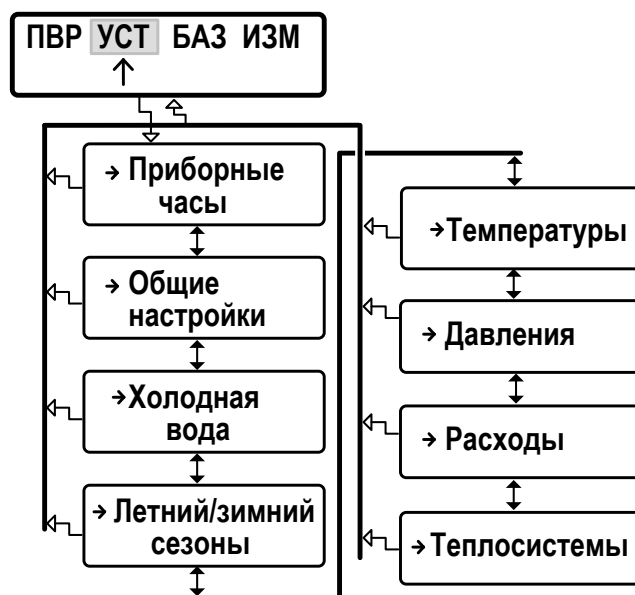 ПВР УСТ БАЗ ИЗМ
Приборные
часы
Общие
настройки
Холодная
вода
Летний/зимний
сезоны
Температуры
Давления
Расходы
Теплосистемы